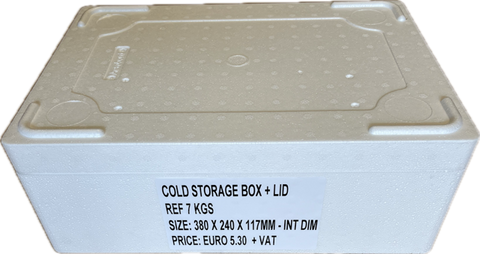 COLD STORAGE BOX + LID
REF 7 KGS
SIZE: 380 X 240 X 117MM - INT DIM
PRICE: EURO 5.30 + VAT